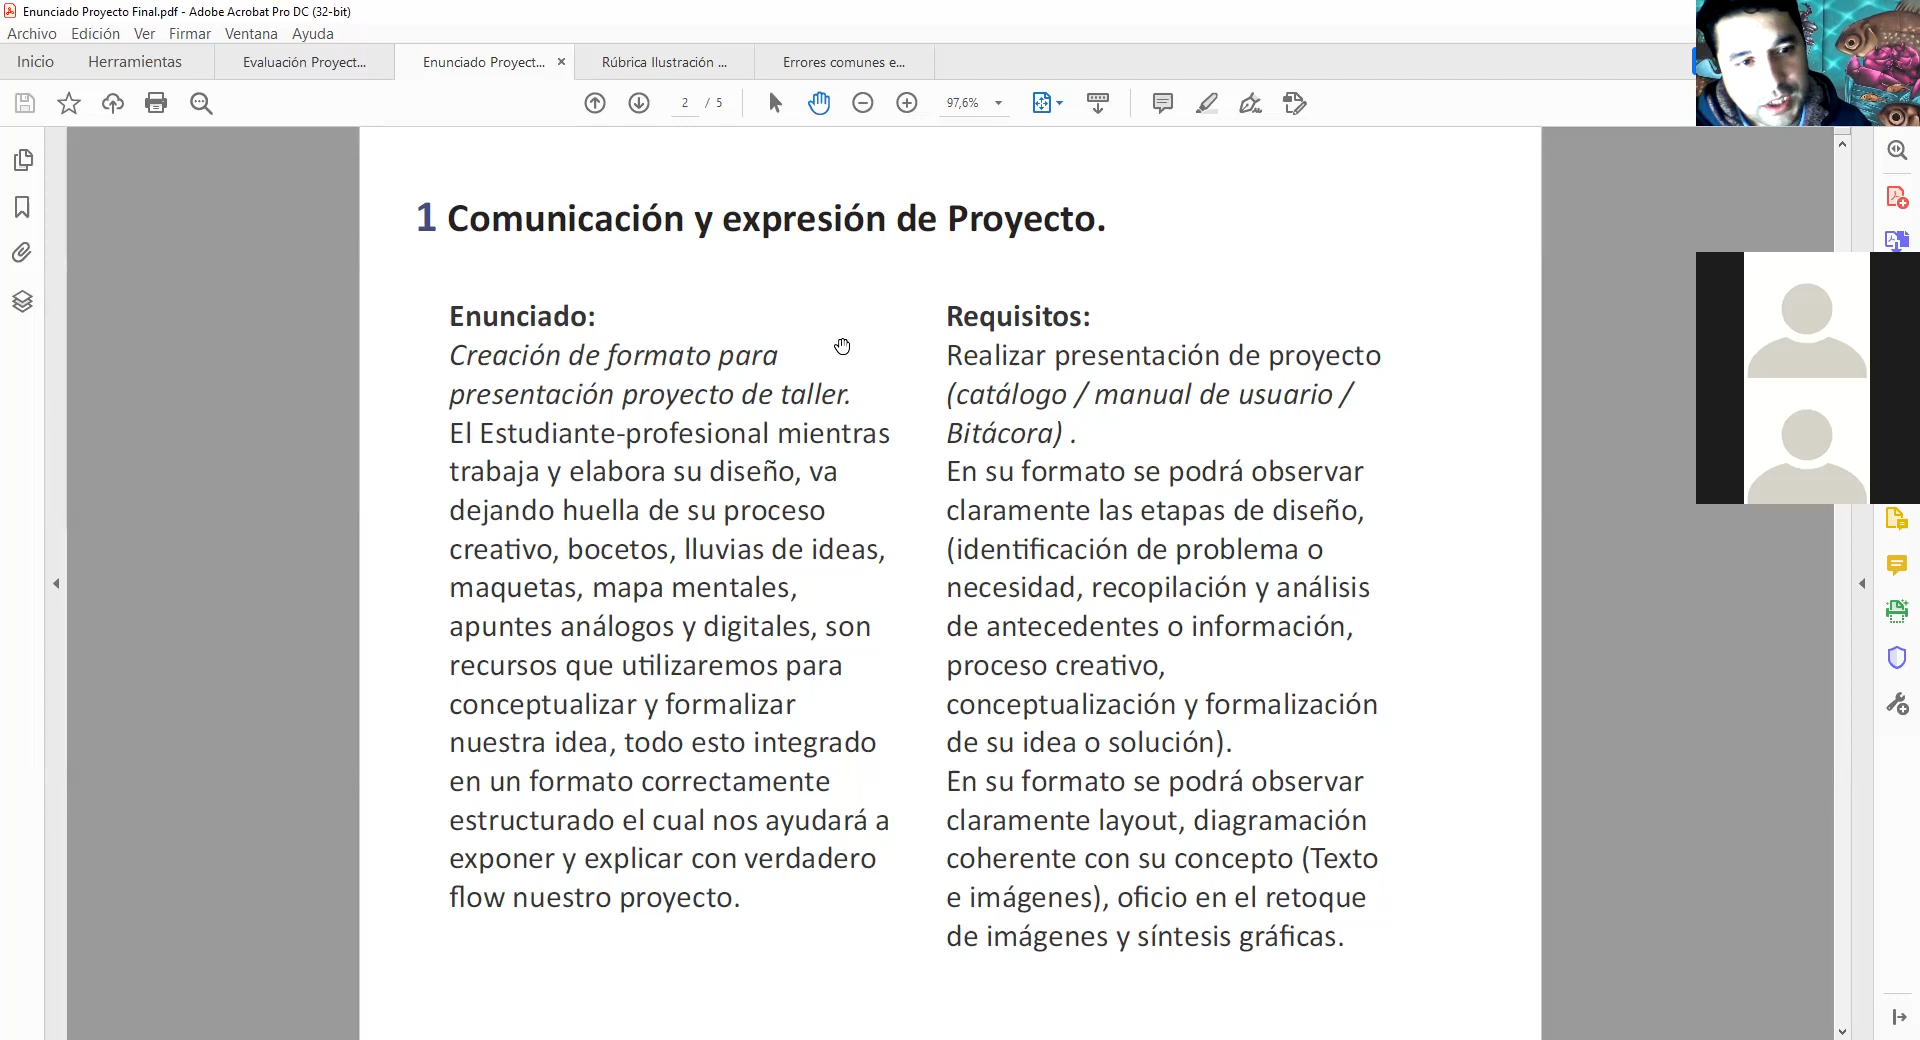 Enunciado Proyecto Final.pdf - Adobe Acrobat Pro DC (32-bit)
Archivo Edición Ver Firmar Ventana Ayuda
Inicio Herramientas Evaluación Proyect... Enunciado Proyect... × Rúbrica Ilustración ... Errores comunes e...
2 / 5 97,6%
1 Comunicación y expresión de Proyecto.
Enunciado:
Creación de formato para
presentación proyecto de taller.
El Estudiante-profesional mientras
trabaja y elabora su diseño, va
dejando huella de su proceso
creativo, bocetos, lluvias de ideas,
maquetas, mapa mentales,
apuntes análogos y digitales, son
recursos que utilizaremos para
conceptualizar y formalizar
nuestra idea, todo esto integrado
en un formato correctamente
estructurado el cual nos ayudará a
exponer y explicar con verdadero
flow nuestro proyecto.
Requisitos:
Realizar presentación de proyecto
(catálogo / manual de usuario /
Bitácora) .
En su formato se podrá observar
claramente las etapas de diseño,
(identificación de problema o
necesidad, recopilación y análisis
de antecedentes o información,
proceso creativo,
conceptualización y formalización
de su idea o solución).
En su formato se podrá observar
claramente layout, diagramación
coherente con su concepto (Texto
e imágenes), oficio en el retoque
de imágenes y síntesis gráficas.